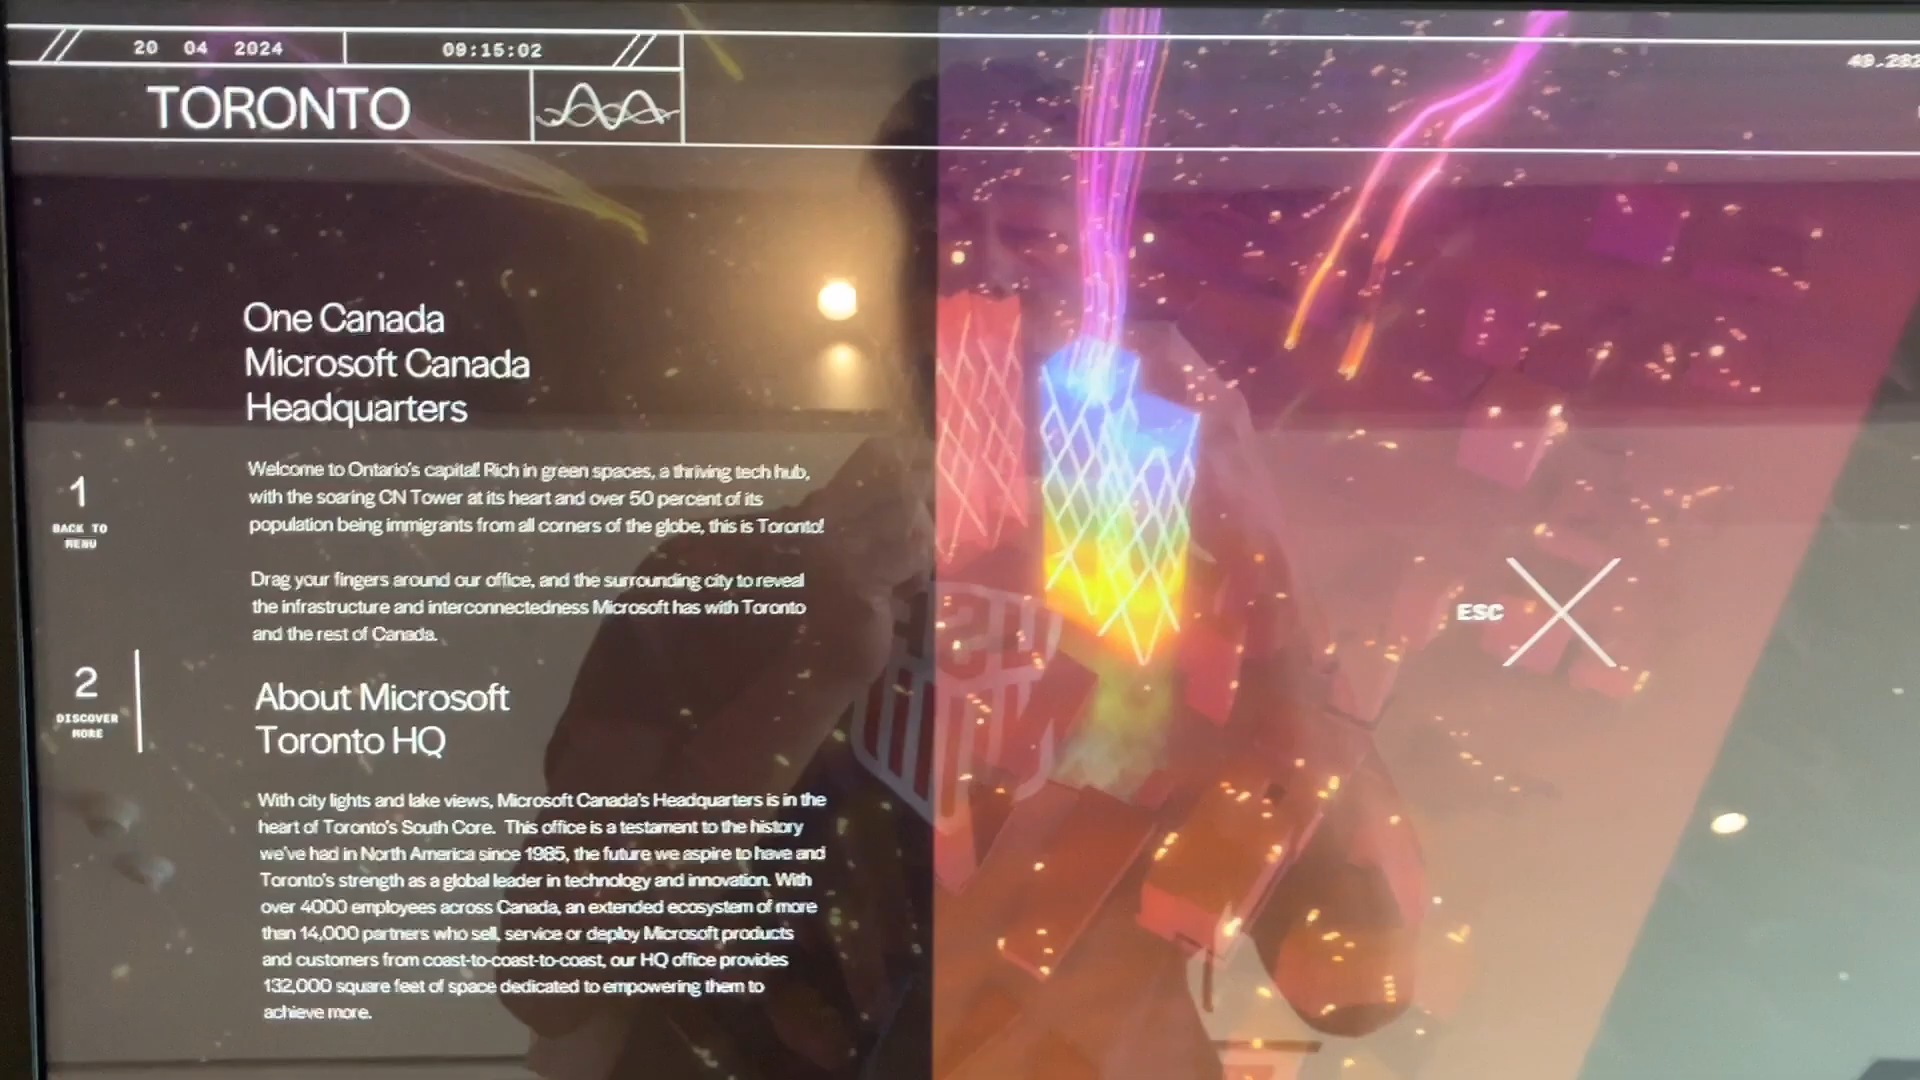 20 04 2024
09:15:02
TORONTO
One Canada
Microsoft Canada
Headquarters
Welcome to Ontario's capital! Rich in green spaces, a thriving tech hub,
with the soaring CN Tower at its heart and over 50 percent of its
population being immigrants from all corners of the globe, this is Toronto!
Drag your fingers around our office, and the surrounding city to reveal
the infrastructure and interconnectedness Microsoft has with Toronto
and the rest of Canada.
1
BACK TO
MENU
2
DISCOVER
MORE
About Microsoft
Toronto HQ
With city lights and lake views, Microsoft Canada's Headquarters is in the
heart of Toronto's South Core. This office is a testament to the history
we've had in North America since 1985, the future we aspire to have and
Toronto's strength as a global leader in technology and innovation. With
over 4000 employees across Canada, an extended ecosystem of more
than 14,000 partners who sell, service or deploy Microsoft products
and customers from coast-to-coast-to-coast, our HQ office provides
132,000 square feet of space dedicated to empowering them to
achieve more.
ESC